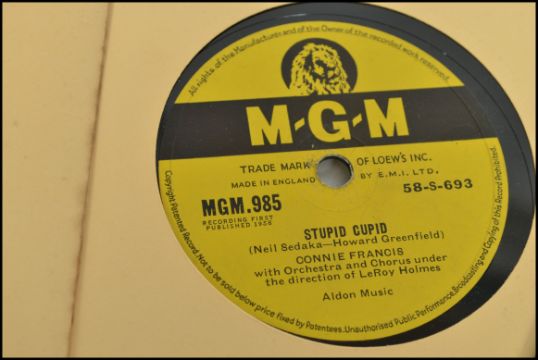 All rights of the Manufacturer and of the Owner of the recorded work reserved.
M-G-M
TRADE MARK OF LOEW'S INC.
MADE IN ENGLAND BY E.M.I. LTD.
58-S-693
MGM.985
RECORDING FIRST
PUBLISHED 1958
STUPID CUPID
(Neil Sedaka—Howard Greenfield)
CONNIE FRANCIS
with Orchestra and Chorus under
the direction of LeRoy Holmes
Aldon Music
Copyright Patented Record. Not to be sold below price fixed by Patentees. Unauthorised Public Performance, Broadcasting and Copying of this Record Prohibited.